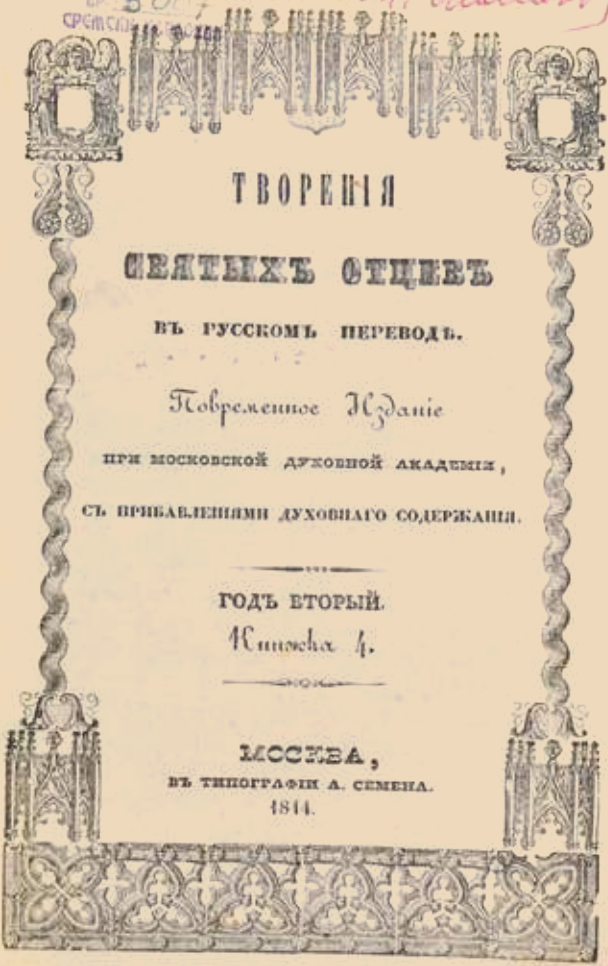 СРЕМСКИ
ТВОРЕНІЯ
СВЯТЫХЪ ОТЦЕВЪ
ВЪ РУССКОМЪ ПЕРЕВОДѢ.
Повременное Изданіе
ПРИ МОСКОВСКОЙ ДУХОВНОЙ АКАДЕМІИ,
СЪ ПРИБАВЛЕНІЯМИ ДУХОВНАГО СОДЕРЖАНІЯ.
ГОДЪ ВТОРЫЙ.
Книжка 4.
МОСКВА,
ВЪ ТИПОГРАФІИ А. СЕМЕНА.
1844.